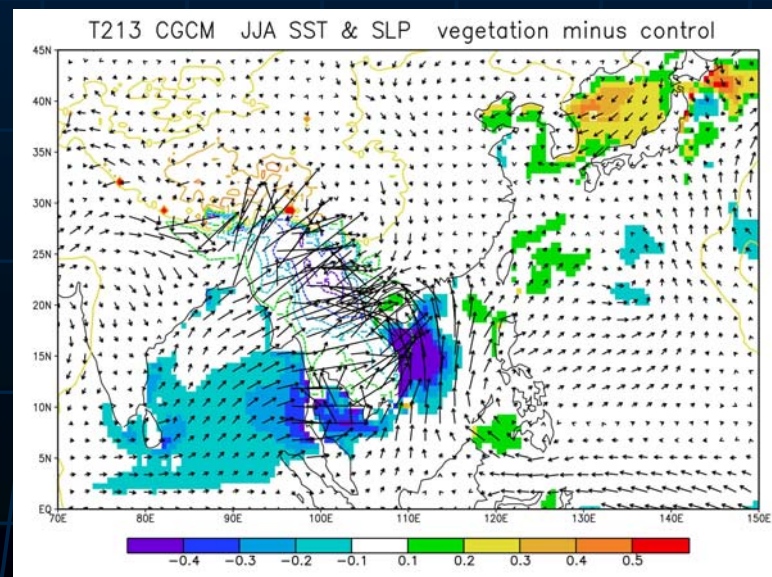 T213 CGCM JJA SST & SLP vegetation minus control
45N
40N
35N
30N
25N
20N
15N
10N
5N
EQ
70E 80E 90E 100E 110E 120E 130E 140E 150E
-0.4 -0.3 -0.2 -0.1 0.1 0.2 0.3 0.4 0.5